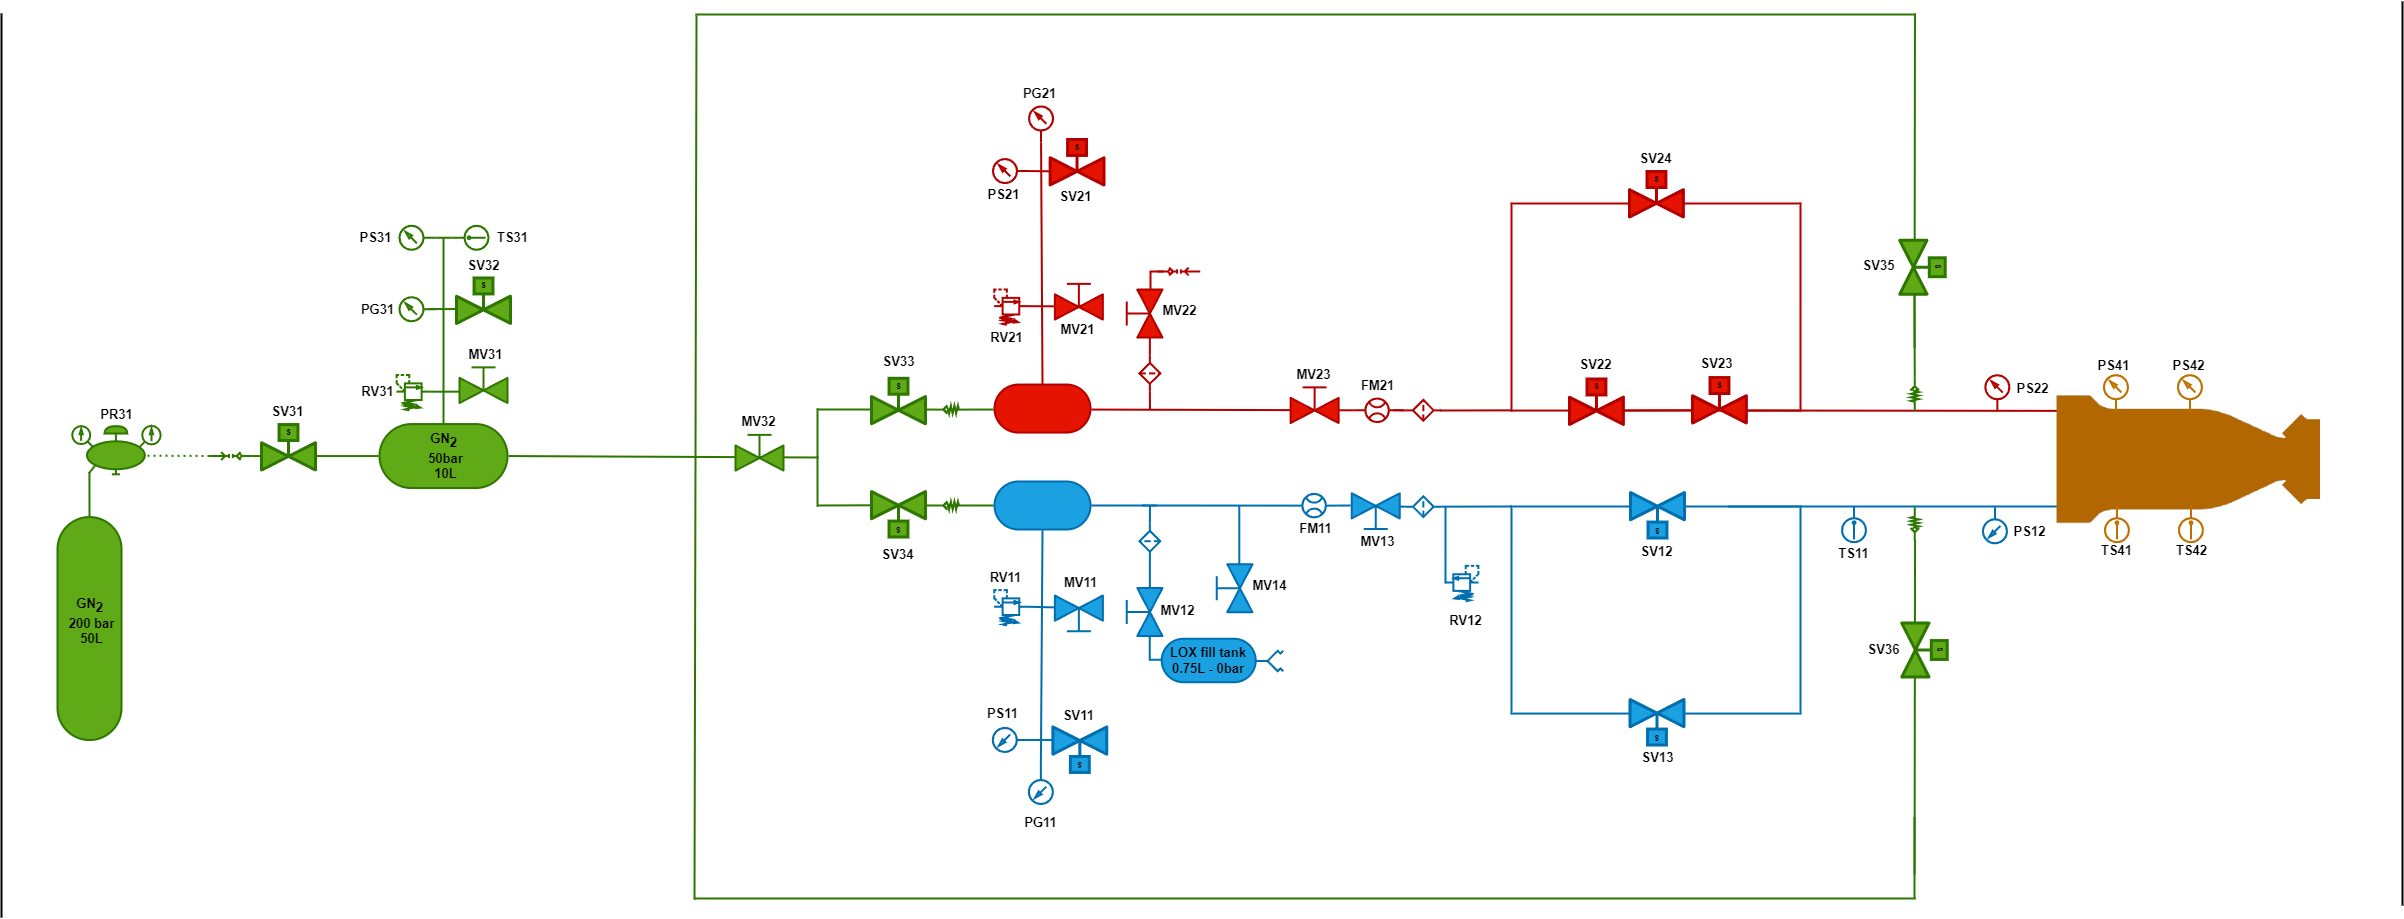 PG21
S
PS21
SV21
SV24
S
PS31
TS31
SV32
S
PG31
SV35
S
MV22
RV21
MV21
MV31
RV31
SV33
S
MV23
FM21
SV22
S
SV23
S
PS22
PS41
PS42
PR31
SV31
S
GN2
50bar
10L
MV32
S
SV34
FM11
MV13
S
SV12
TS11
PS12
TS41
TS42
RV11
MV11
MV12
MV14
RV12
GN2
200 bar
50L
LOX fill tank
0.75L - 0bar
SV36
S
PS11
SV11
S
S
SV13
PG11